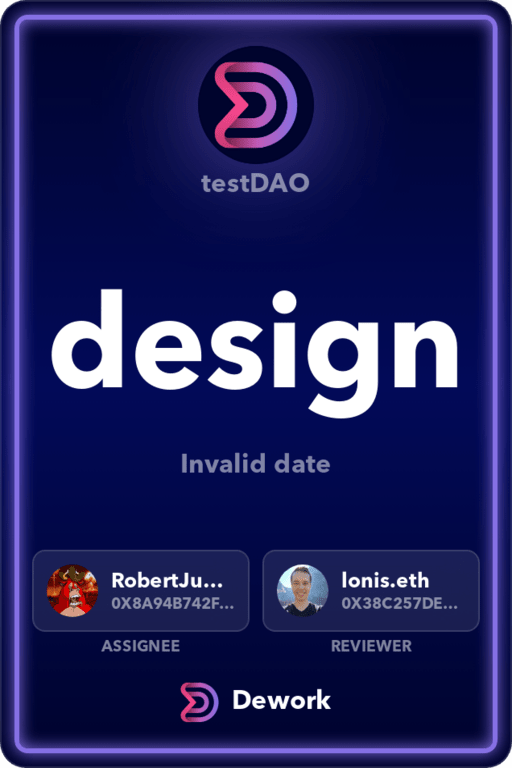 testDAO
design
Invalid date
RobertJu...
0X8A94B742F...
lonis.eth
0X38C257DE...
ASSIGNEE
REVIEWER
Dework